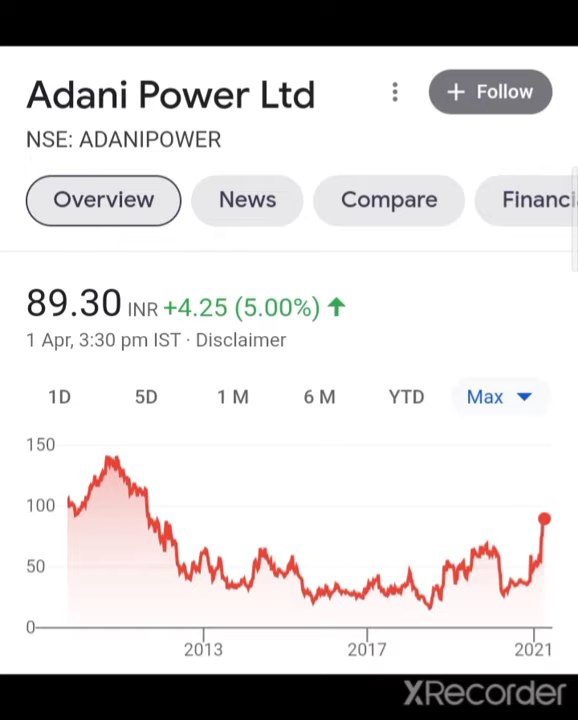 Adani Power Ltd
+ Follow
NSE: ADANIPOWER
Overview News Compare Financi
89.30 INR +4.25 (5.00%) ↑
1 Apr, 3:30 pm IST · Disclaimer
1D 5D 1 M 6 M YTD Max
150
100
50
0
2013 2017 2021
XRecorder